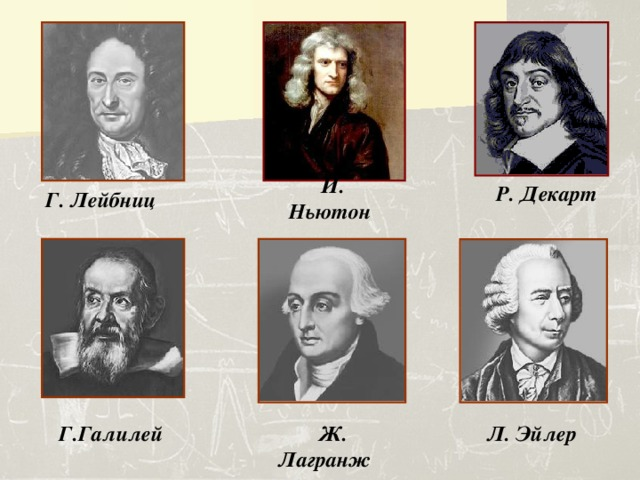 Г. Лейбниц
И.
Ньютон
Р. Декарт
Г.Галилей
Ж.
Лагранж
Л. Эйлер